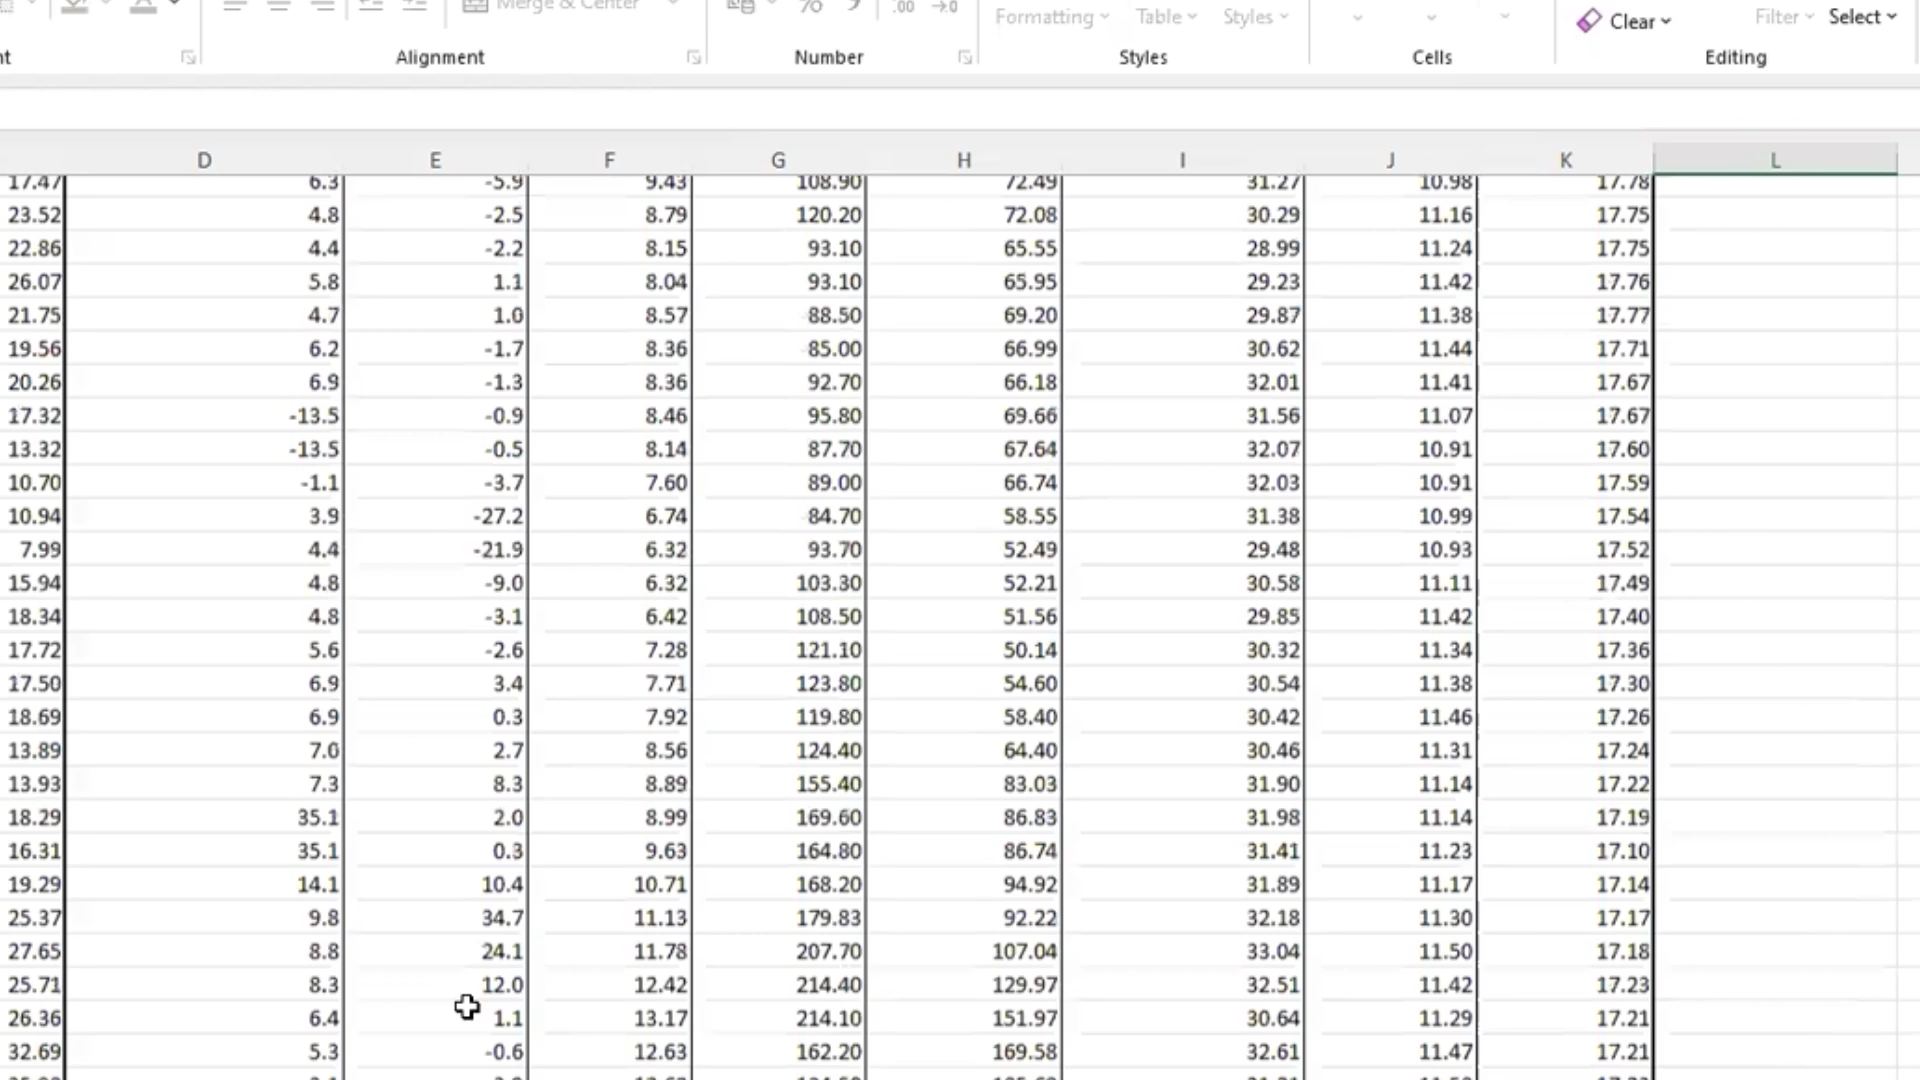 Merge & Center
% 9 .00 →0
Formatting Table Styles Clear Filter Select
nt Alignment Number Styles Cells Editing
D E F G H I J K L
17.47 6.3 -5.9 9.43 108.90 72.49 31.27 10.98 17.78
23.52 4.8 -2.5 8.79 120.20 72.08 30.29 11.16 17.75
22.86 4.4 -2.2 8.15 93.10 65.55 28.99 11.24 17.75
26.07 5.8 1.1 8.04 93.10 65.95 29.23 11.42 17.76
21.75 4.7 1.0 8.57 88.50 69.20 29.87 11.38 17.77
19.56 6.2 -1.7 8.36 85.00 66.99 30.62 11.44 17.71
20.26 6.9 -1.3 8.36 92.70 66.18 32.01 11.41 17.67
17.32 -13.5 -0.9 8.46 95.80 69.66 31.56 11.07 17.67
13.32 -13.5 -0.5 8.14 87.70 67.64 32.07 10.91 17.60
10.70 -1.1 -3.7 7.60 89.00 66.74 32.03 10.91 17.59
10.94 3.9 -27.2 6.74 84.70 58.55 31.38 10.99 17.54
7.99 4.4 -21.9 6.32 93.70 52.49 29.48 10.93 17.52
15.94 4.8 -9.0 6.32 103.30 52.21 30.58 11.11 17.49
18.34 4.8 -3.1 6.42 108.50 51.56 29.85 11.42 17.40
17.72 5.6 -2.6 7.28 121.10 50.14 30.32 11.34 17.36
17.50 6.9 3.4 7.71 123.80 54.60 30.54 11.38 17.30
18.69 6.9 0.3 7.92 119.80 58.40 30.42 11.46 17.26
13.89 7.0 2.7 8.56 124.40 64.40 30.46 11.31 17.24
13.93 7.3 8.3 8.89 155.40 83.03 31.90 11.14 17.22
18.29 35.1 2.0 8.99 169.60 86.83 31.98 11.14 17.19
16.31 35.1 0.3 9.63 164.80 86.74 31.41 11.23 17.10
19.29 14.1 10.4 10.71 168.20 94.92 31.89 11.17 17.14
25.37 9.8 34.7 11.13 179.83 92.22 32.18 11.30 17.17
27.65 8.8 24.1 11.78 207.70 107.04 33.04 11.50 17.18
25.71 8.3 12.0 12.42 214.40 129.97 32.51 11.42 17.23
26.36 6.4 1.1 13.17 214.10 151.97 30.64 11.29 17.21
32.69 5.3 -0.6 12.63 162.20 169.58 32.61 11.47 17.21